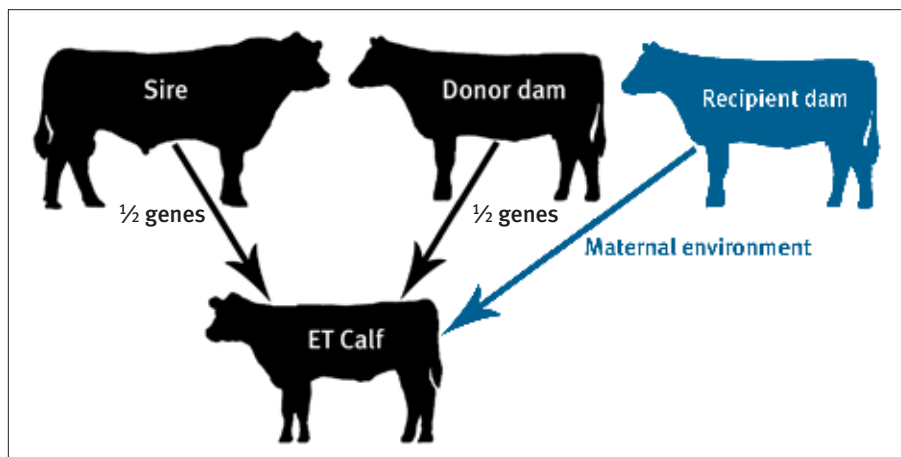 Sire
Donor dam
Recipient dam
½ genes
½ genes
Maternal environment
ET Calf